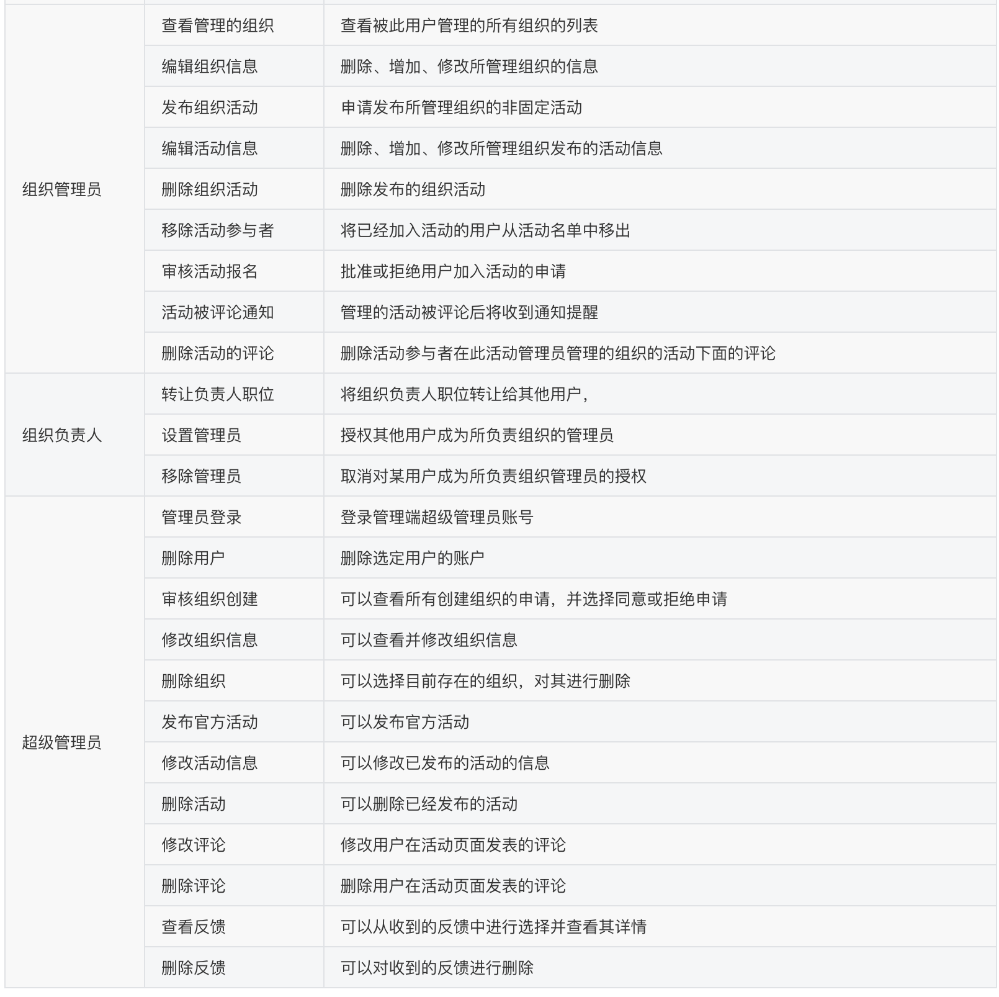 查看管理的组织 查看被此用户管理的所有组织的列表
编辑组织信息 删除、增加、修改所管理组织的信息
发布组织活动 申请发布所管理组织的非固定活动
编辑活动信息 删除、增加、修改所管理组织发布的活动信息
组织管理员 删除组织活动 删除发布的组织活动
移除活动参与者 将已经加入活动的用户从活动名单中移出
审核活动报名 批准或拒绝用户加入活动的申请
活动被评论通知 管理的活动被评论后将收到通知提醒
删除活动的评论 删除活动参与者在此活动管理员管理的组织的活动下面的评论
转让负责人职位 将组织负责人职位转让给其他用户，
组织负责人 设置管理员 授权其他用户成为所负责组织的管理员
移除管理员 取消对某用户成为所负责组织管理员的授权
管理员登录 登录管理端超级管理员账号
删除用户 删除选定用户的账户
审核组织创建 可以查看所有创建组织的申请，并选择同意或拒绝申请
修改组织信息 可以查看并修改组织信息
删除组织 可以选择目前存在的组织，对其进行删除
发布官方活动 可以发布官方活动
超级管理员
修改活动信息 可以修改已发布的活动的信息
删除活动 可以删除已经发布的活动
修改评论 修改用户在活动页面发表的评论
删除评论 删除用户在活动页面发表的评论
查看反馈 可以从收到的反馈中进行选择并查看其详情
删除反馈 可以对收到的反馈进行删除